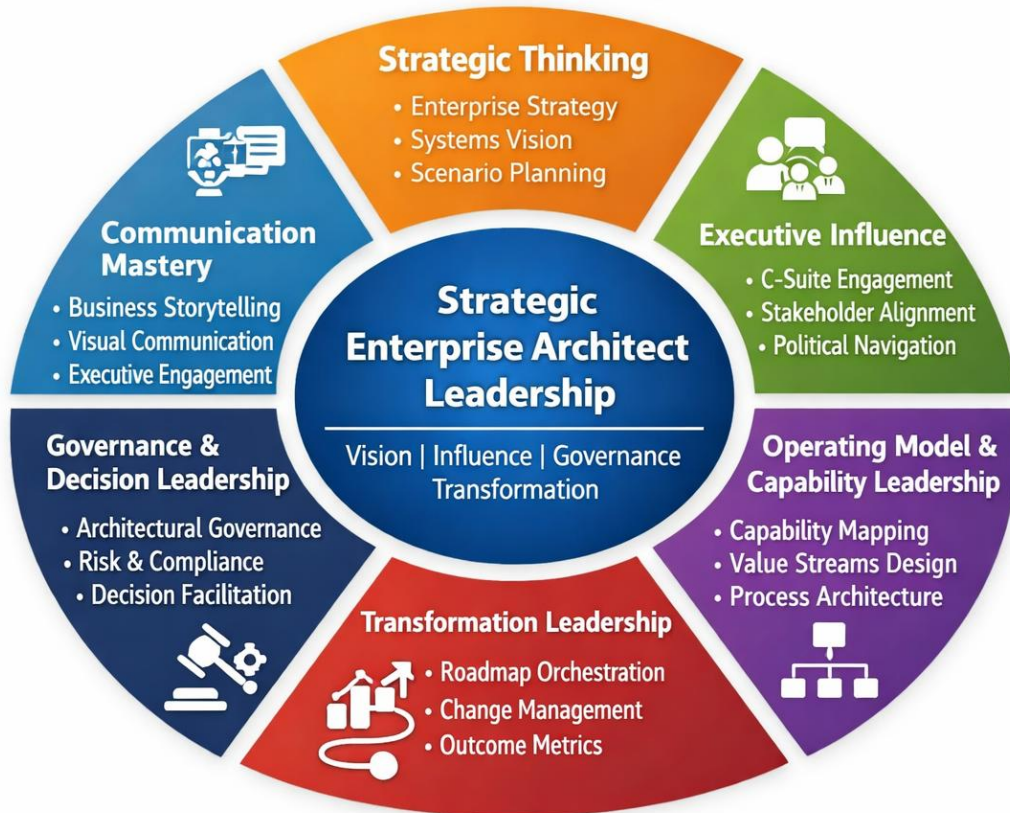 Strategic Thinking
• Enterprise Strategy
• Systems Vision
• Scenario Planning
Executive Influence
• C-Suite Engagement
• Stakeholder Alignment
• Political Navigation
Operating Model &
Capability Leadership
• Capability Mapping
• Value Streams Design
• Process Architecture
Transformation Leadership
• Roadmap Orchestration
• Change Management
• Outcome Metrics
Governance &
Decision Leadership
• Architectural Governance
• Risk & Compliance
• Decision Facilitation
Communication
Mastery
• Business Storytelling
• Visual Communication
• Executive Engagement
Strategic
Enterprise Architect
Leadership
Vision | Influence | Governance
Transformation